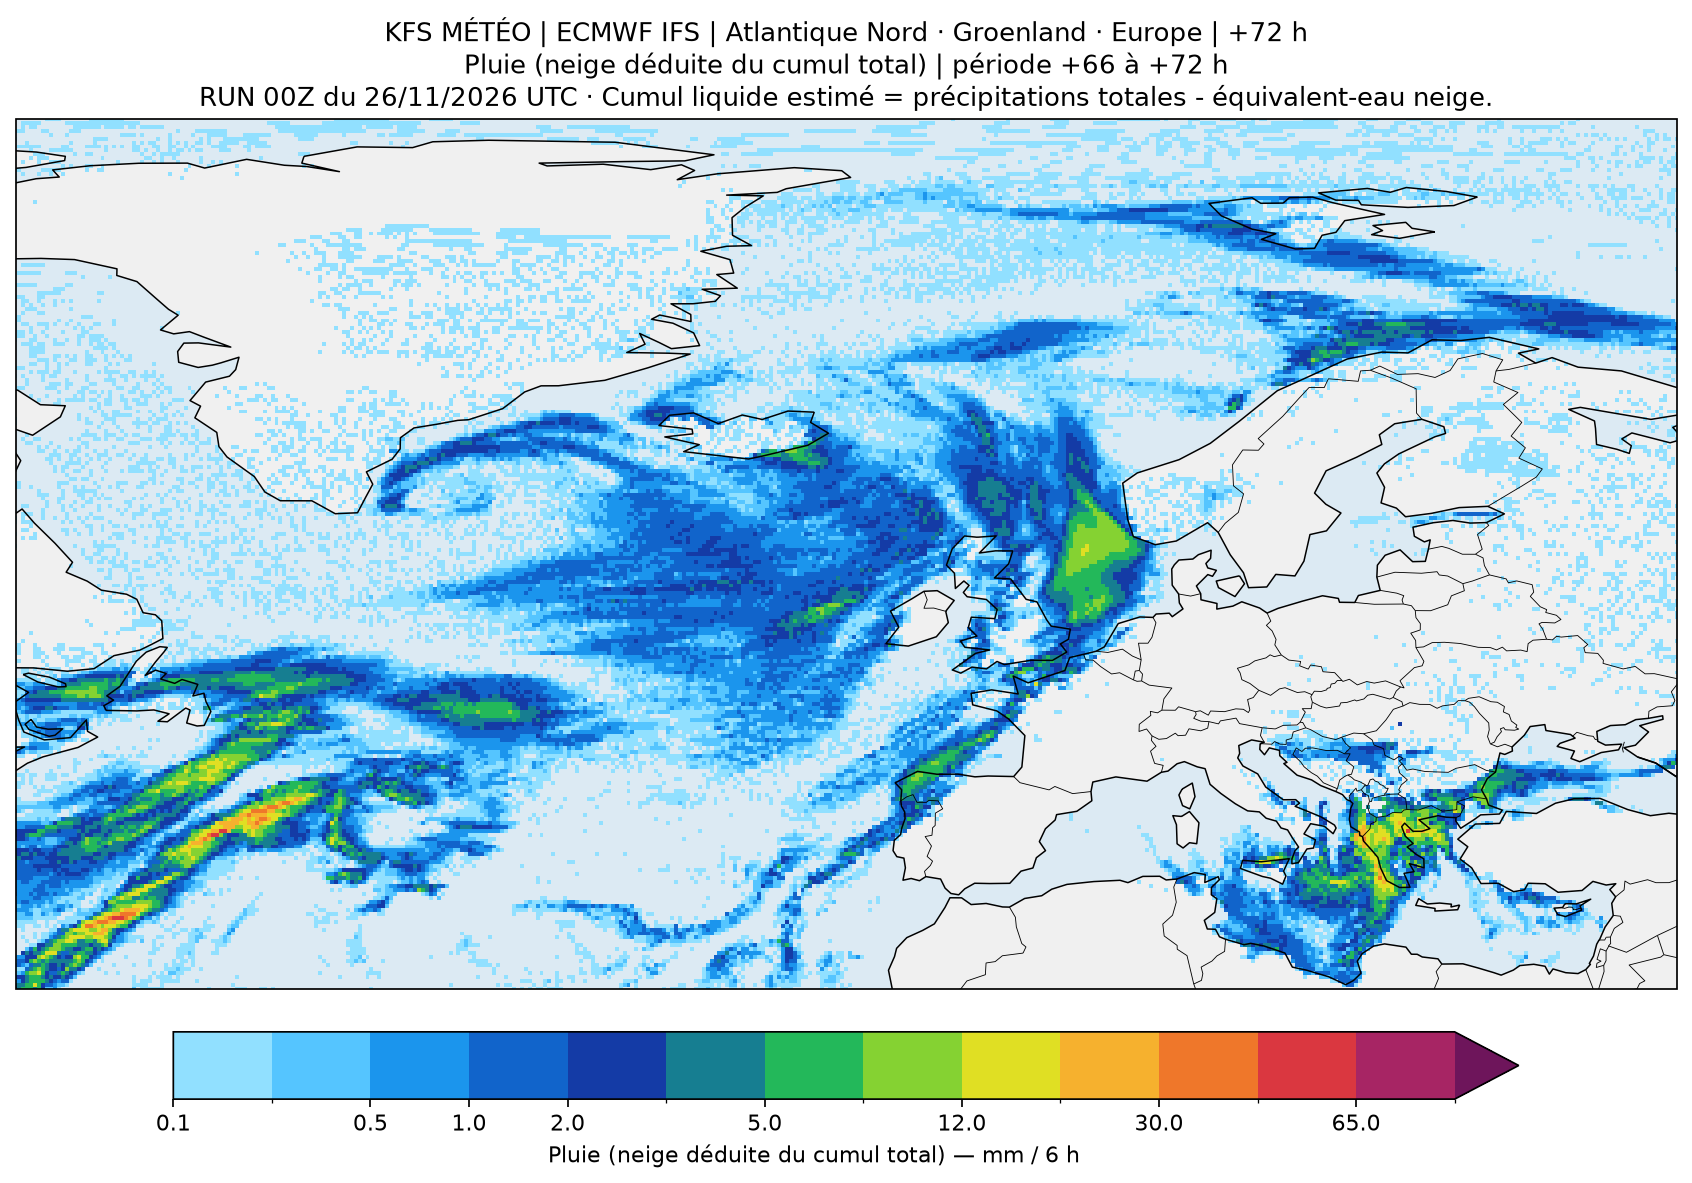 KFS MÉTÉO | ECMWF IFS | Atlantique Nord · Groenland · Europe | +72 h
Pluie (neige déduite du cumul total) | période +66 à +72 h
RUN 00Z du 26/11/2026 UTC · Cumul liquide estimé = précipitations totales - équivalent-eau neige.
0.1 0.5 1.0 2.0 5.0 12.0 30.0 65.0
Pluie (neige déduite du cumul total) — mm / 6 h